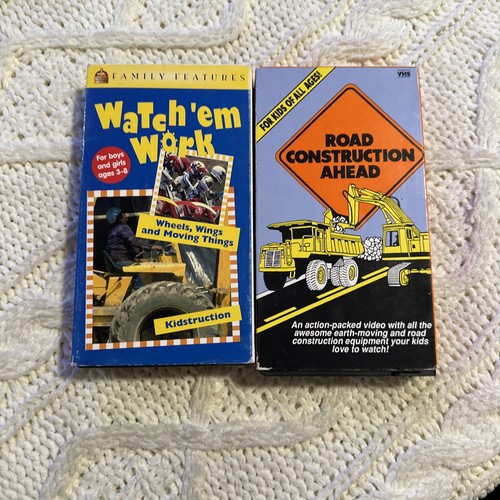 FAMILY FEATURES
Watch 'em
Work
For boys
and girls
ages 3-8
Wheels, Wings
and Moving Things
Kidstruction
VHS
FOR KIDS OF ALL AGES!
ROAD
CONSTRUCTION
AHEAD
An action-packed video with all the
awesome earth-moving and road
construction equipment your kids
love to watch!